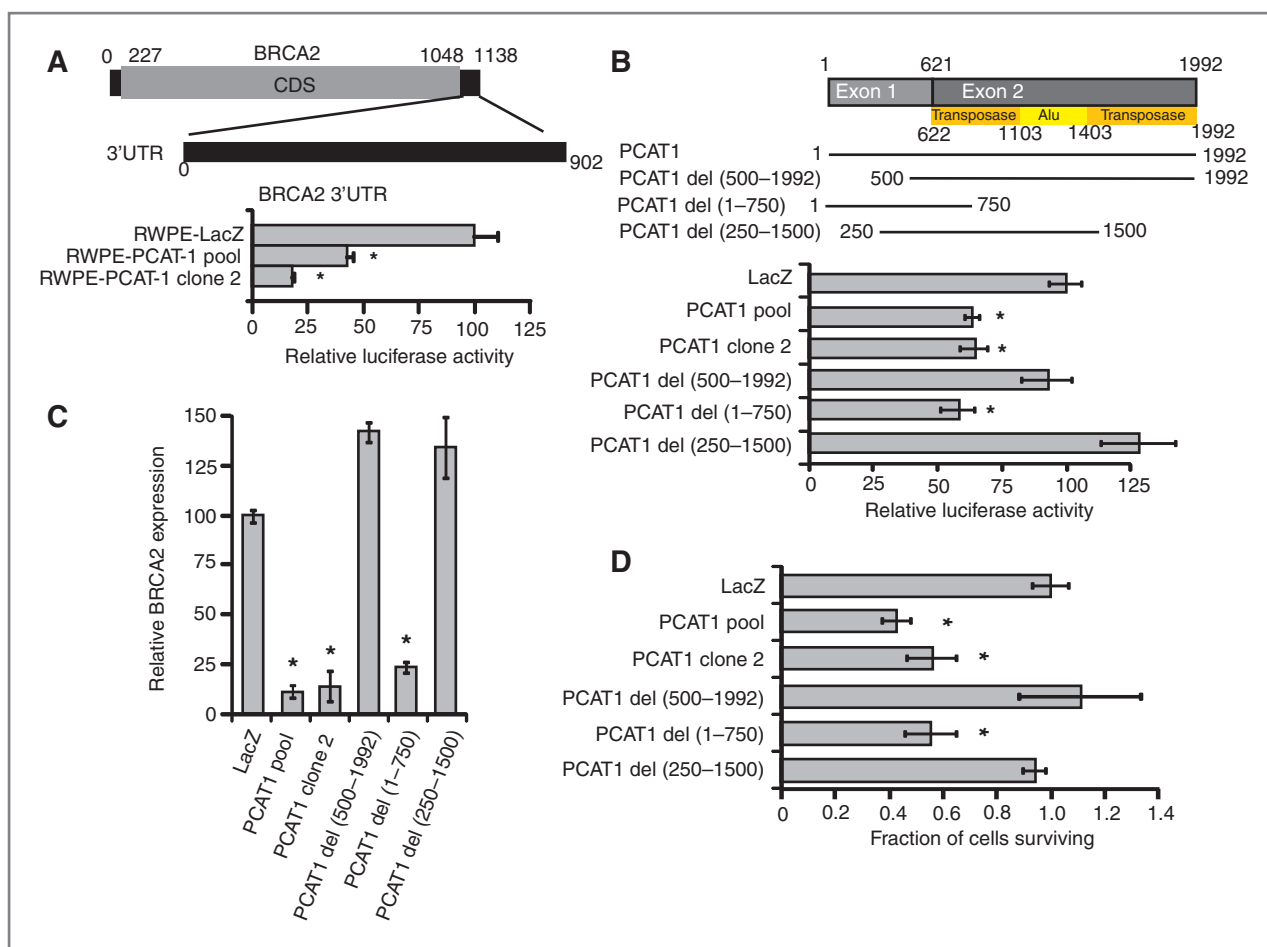 A
0 227 BRCA2 1048 1138
CDS
3'UTR
0 902
BRCA2 3'UTR
RWPE-LacZ
RWPE-PCAT-1 pool *
RWPE-PCAT-1 clone 2 *
0 25 50 75 100 125
Relative luciferase activity
B
1 621 1992
Exon 1 Exon 2
Transposase Alu Transposase
622 1103 1403 1992
PCAT1 1 1992
PCAT1 del (500–1992) 500 1992
PCAT1 del (1–750) 1 750
PCAT1 del (250–1500) 250 1500
LacZ
PCAT1 pool *
PCAT1 clone 2 *
PCAT1 del (500–1992)
PCAT1 del (1–750) *
PCAT1 del (250–1500)
0 25 50 75 100 125
Relative luciferase activity
C
Relative BRCA2 expression
150
125
100
75
50
25
0
* * *
LacZ
PCAT1 pool
PCAT1 clone 2
PCAT1 del (500–1992)
PCAT1 del (1–750)
PCAT1 del (250–1500)
D
LacZ
PCAT1 pool *
PCAT1 clone 2 *
PCAT1 del (500–1992)
PCAT1 del (1–750) *
PCAT1 del (250–1500)
0 0.2 0.4 0.6 0.8 1.0 1.2 1.4
Fraction of cells surviving